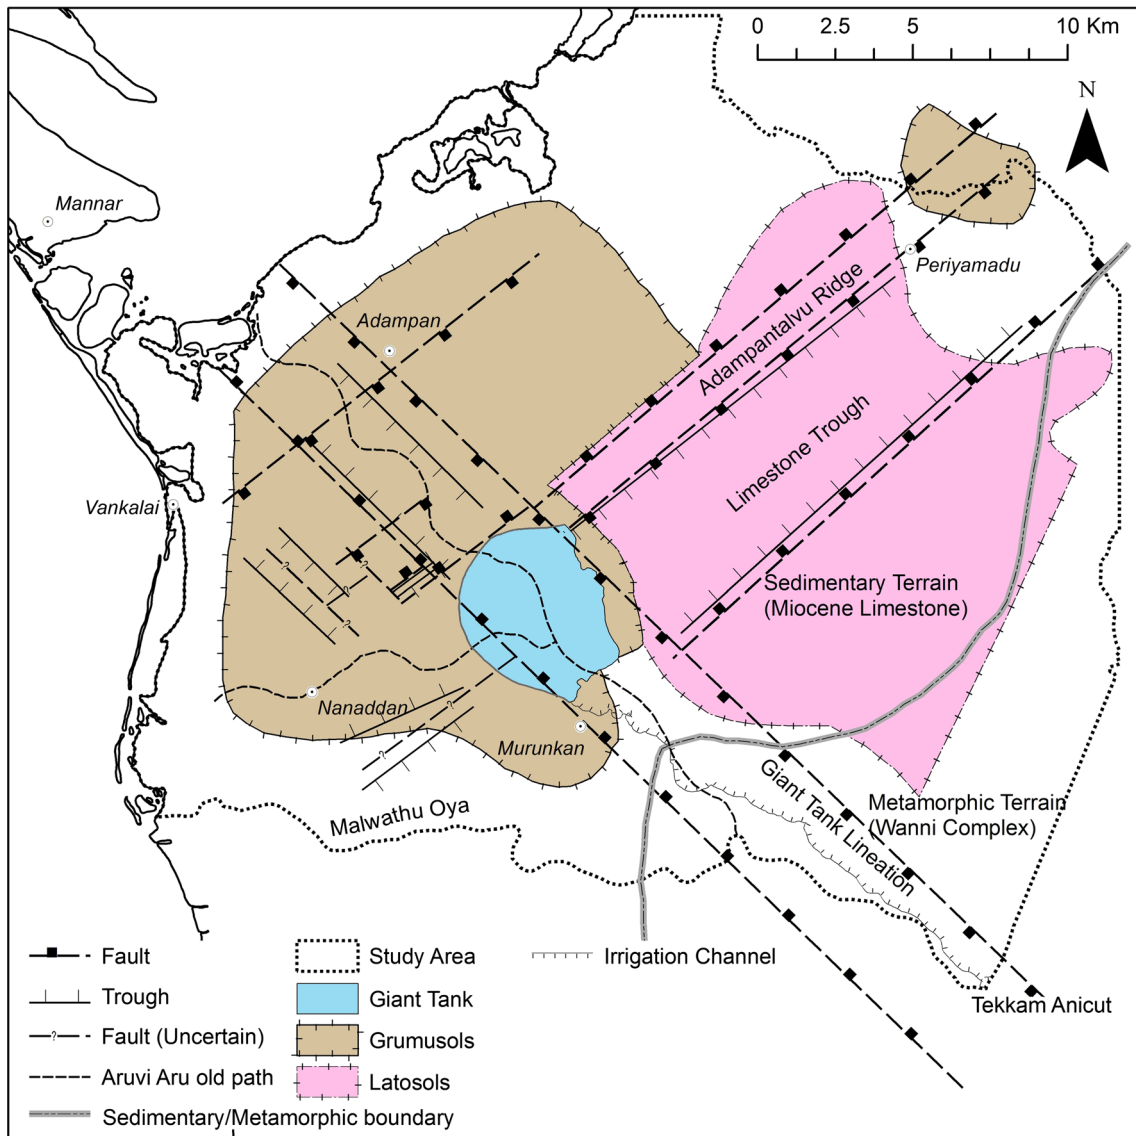 0 2.5 5 10 Km
N
Mannar
Adampan
Periyamadu
Adampantalvu Ridge
Limestone Trough
Vankalai
?
?
?
?
Sedimentary Terrain
(Miocene Limestone)
Nanaddan
?
?
Murunkan
Malwathu Oya
Giant Tank Lineation
Metamorphic Terrain
(Wanni Complex)
Tekkam Anicut
Fault
Trough
? Fault (Uncertain)
Aruvi Aru old path
Sedimentary/Metamorphic boundary
Study Area
Giant Tank
Grumusols
Latosols
Irrigation Channel